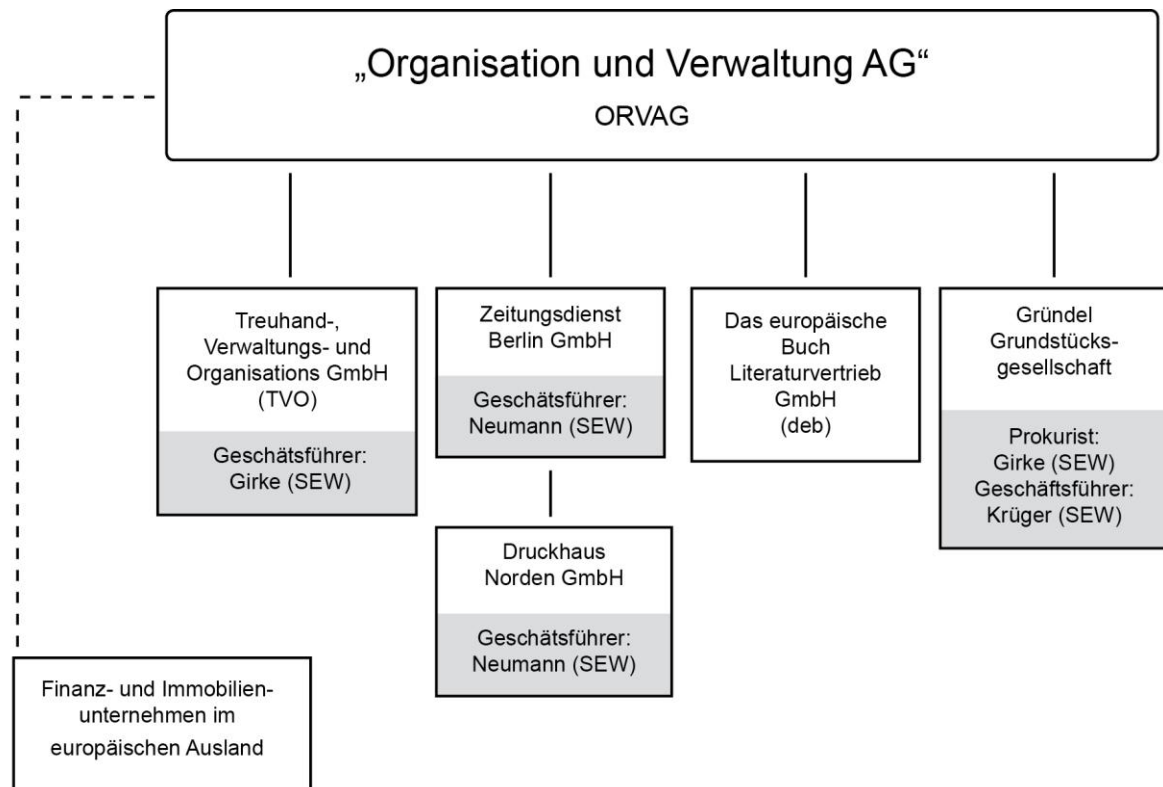 „Organisation und Verwaltung AG“
ORVAG
Treuhand-,
Verwaltungs- und
Organisations GmbH
(TVO)
Geschätsführer:
Girke (SEW)
Zeitungsdienst
Berlin GmbH
Geschätsführer:
Neumann (SEW)
Das europäische
Buch
Literaturvertrieb
GmbH
(deb)
Gründel
Grundstücks-
gesellschaft
Prokurist:
Girke (SEW)
Geschäftsführer:
Krüger (SEW)
Druckhaus
Norden GmbH
Geschätsführer:
Neumann (SEW)
Finanz- und Immobilien-
unternehmen im
europäischen Ausland